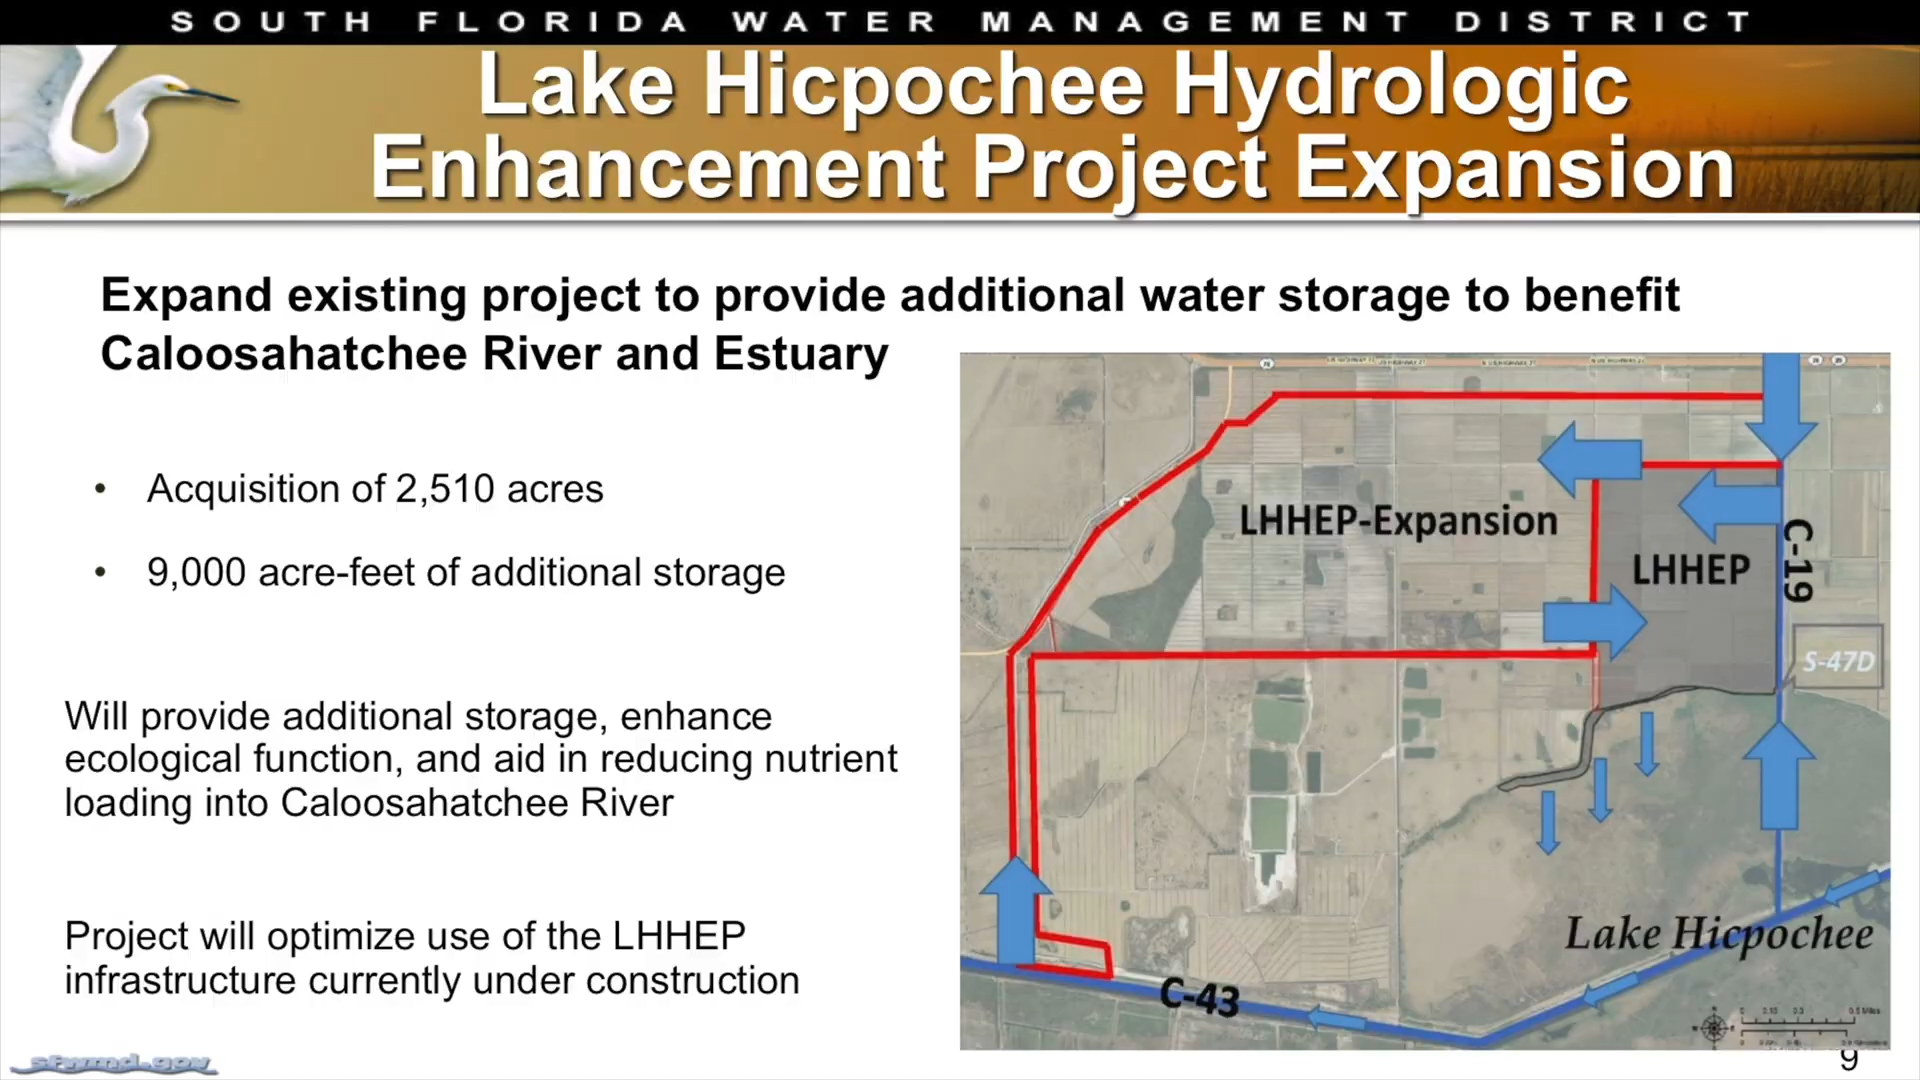 SOUTH FLORIDA WATER MANAGEMENT DISTRICT
Lake Hicpochee Hydrologic
Enhancement Project Expansion
Expand existing project to provide additional water storage to benefit
Caloosahatchee River and Estuary
• Acquisition of 2,510 acres
• 9,000 acre-feet of additional storage
Will provide additional storage, enhance
ecological function, and aid in reducing nutrient
loading into Caloosahatchee River
Project will optimize use of the LHHEP
infrastructure currently under construction
LHHEP-Expansion
LHHEP
C-19
S-47D
Lake Hicpochee
C-43
sfwmd.gov
9